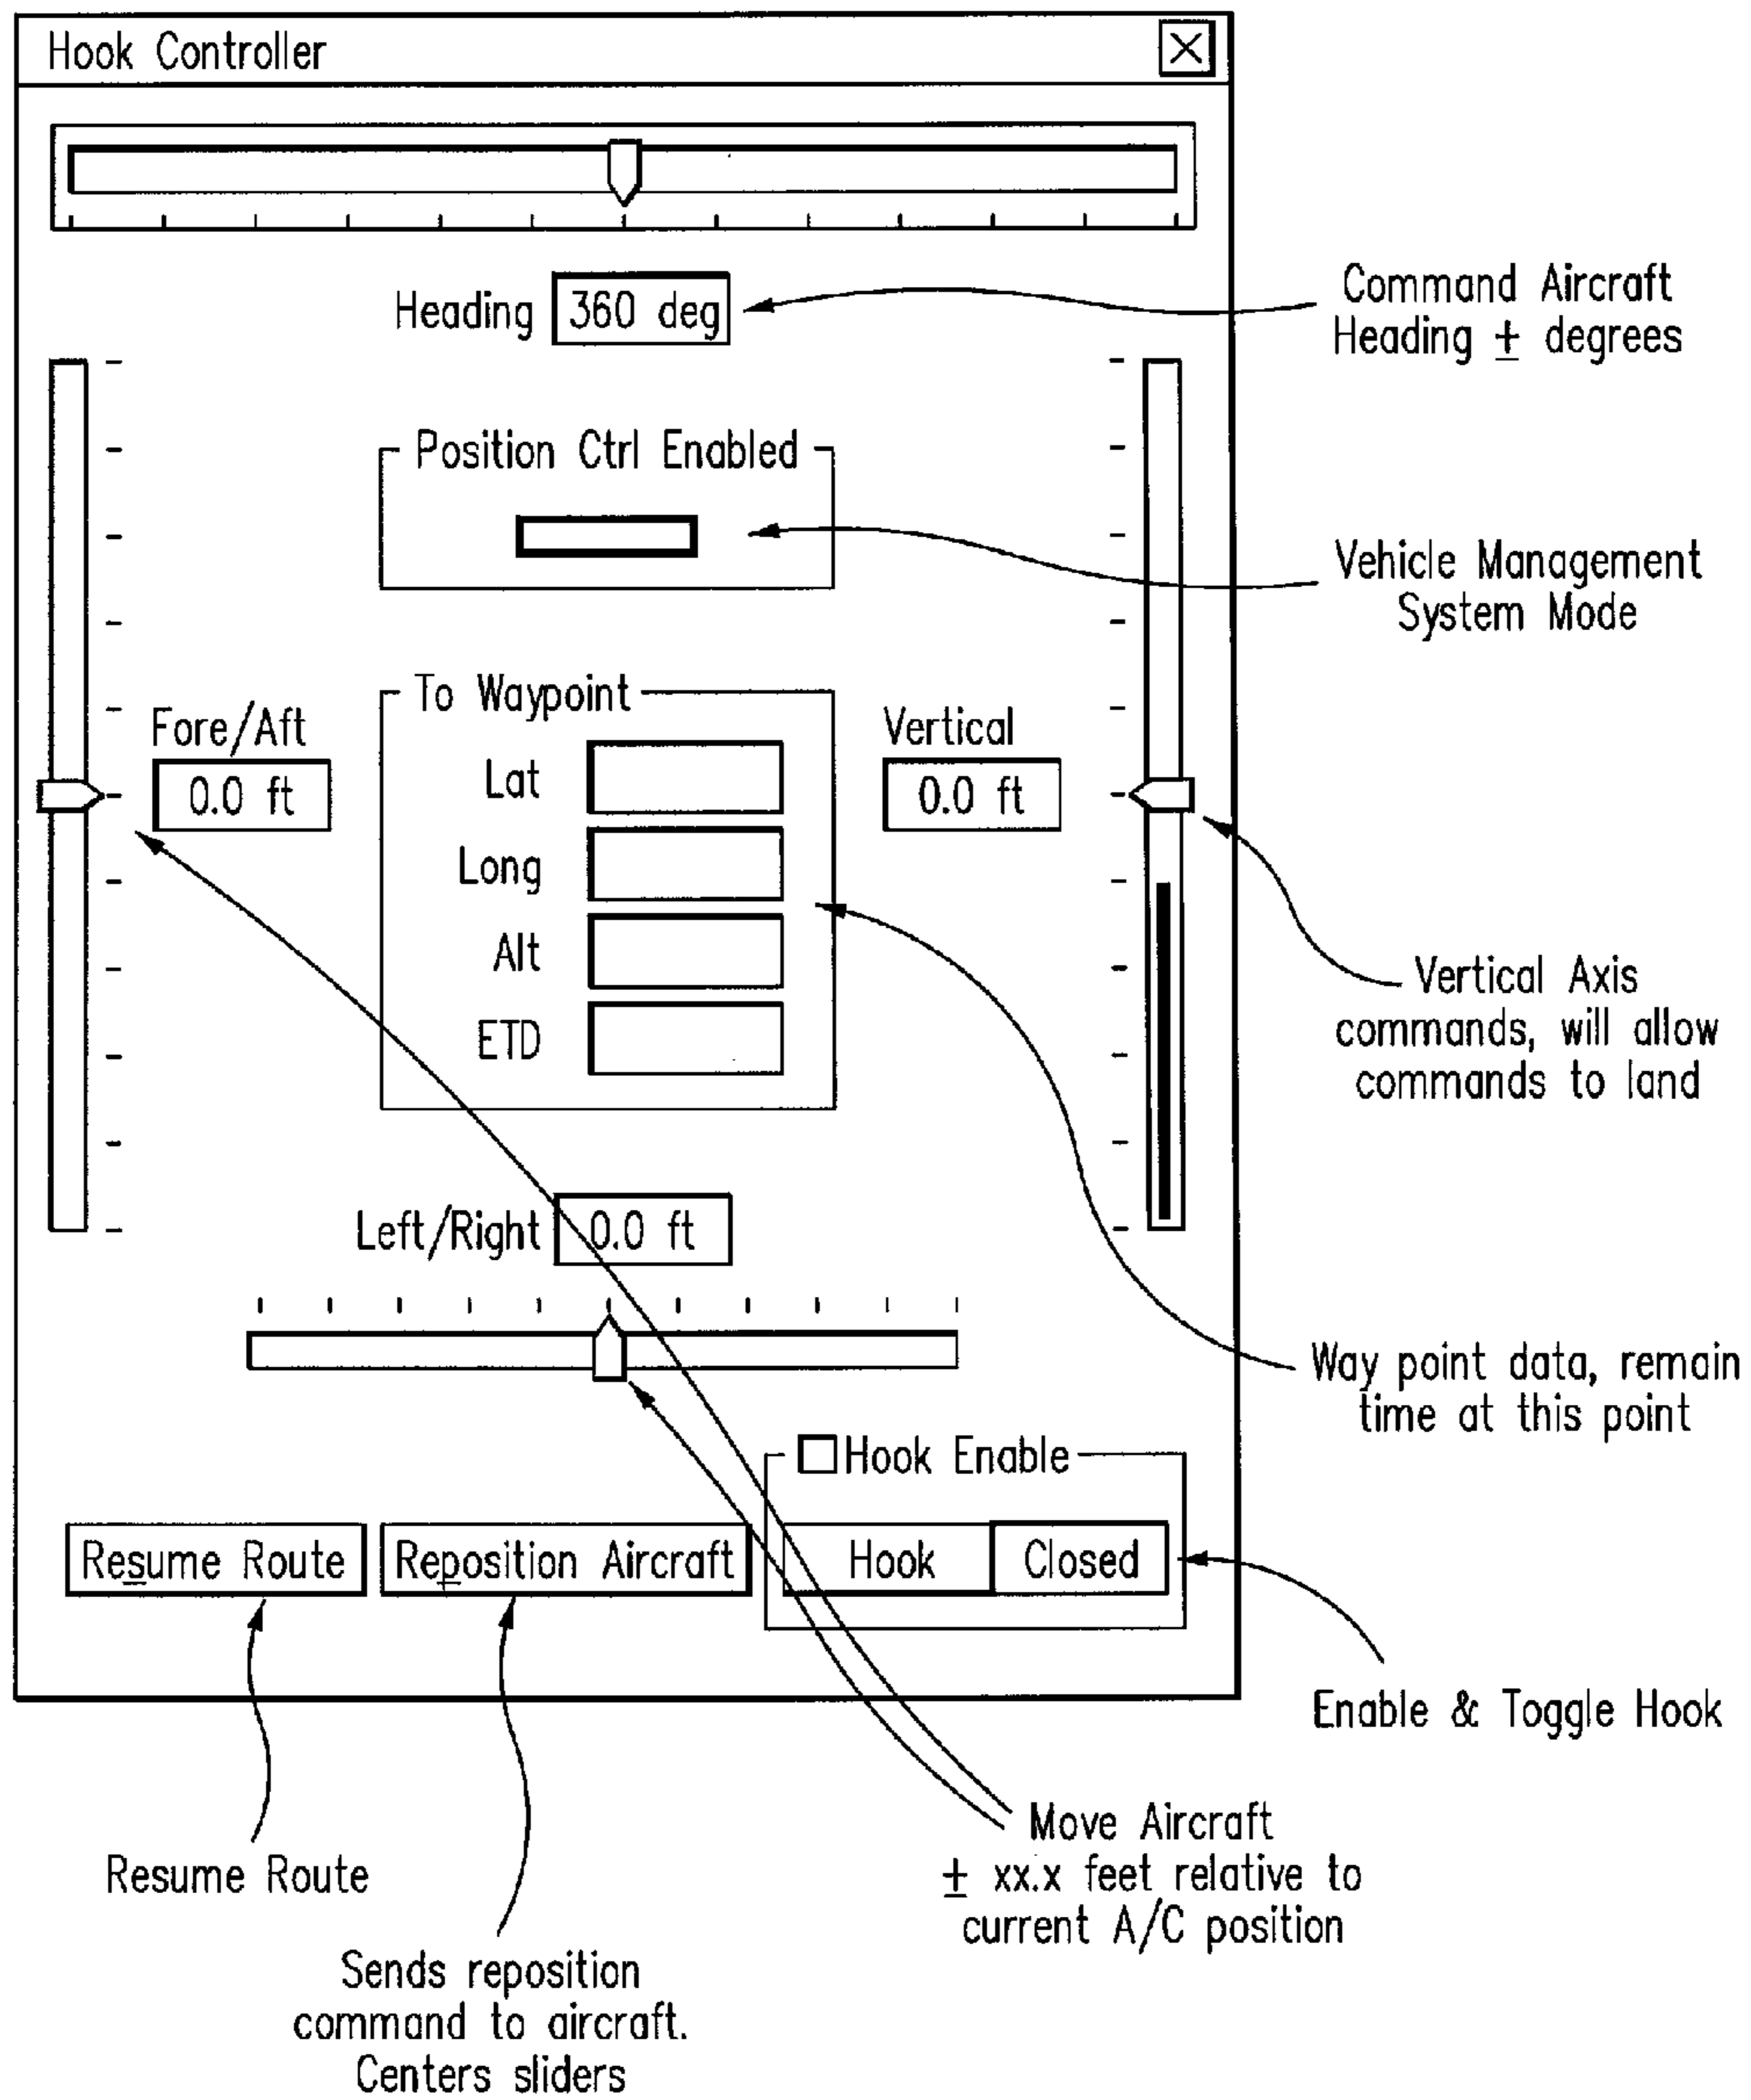 Hook Controller
Heading 360 deg
Command Aircraft
Heading ± degrees
Position Ctrl Enabled
Vehicle Management
System Mode
To Waypoint
Fore/Aft
0.0 ft
Lat
Long
Alt
ETD
Vertical
0.0 ft
Vertical Axis
commands, will allow
commands to land
Left/Right 0.0 ft
Way point data, remain
time at this point
Hook Enable
Resume Route
Reposition Aircraft
Hook
Closed
Enable & Toggle Hook
Move Aircraft
± xx.x feet relative to
current A/C position
Resume Route
Sends reposition
command to aircraft.
Centers sliders